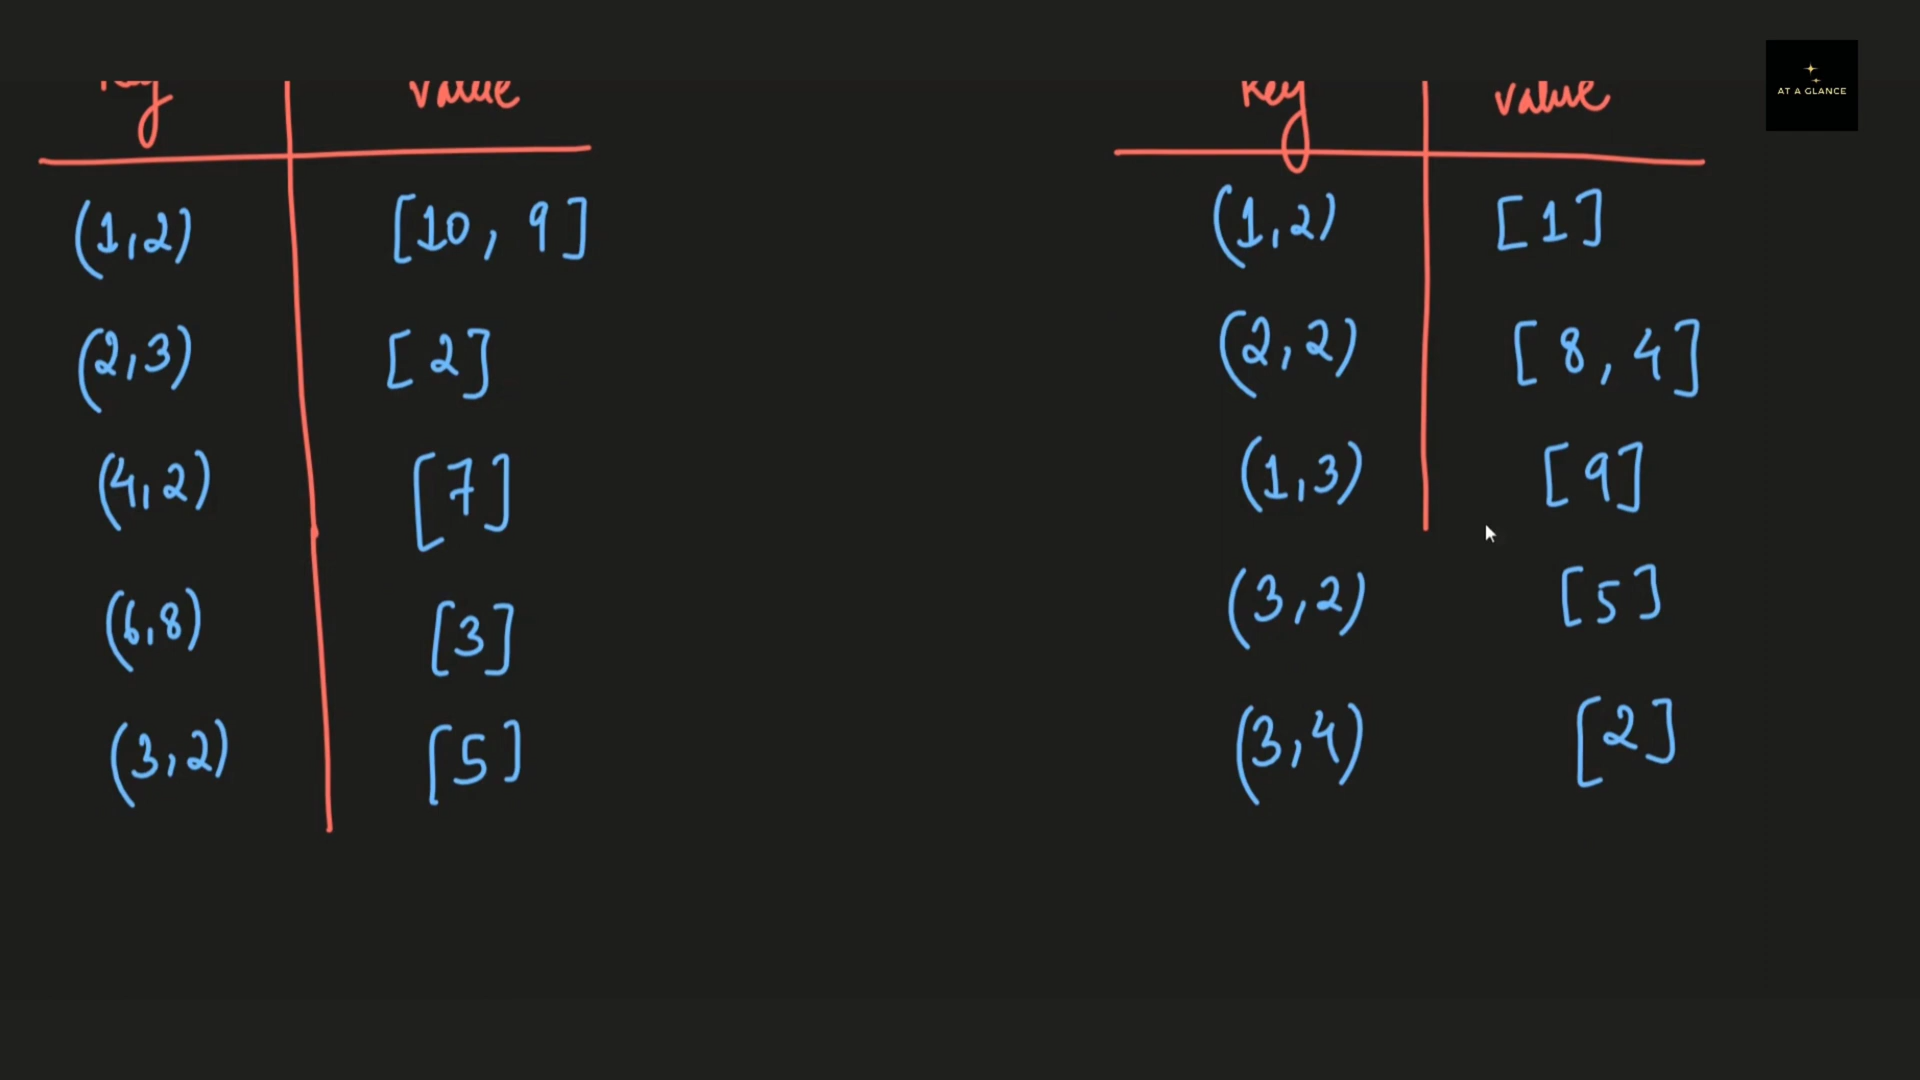 Key value
(1,2) [10, 9]
(2,3) [2]
(4,2) [7]
(6,8) [3]
(3,2) [5]
Key value
(1,2) [1]
(2,2) [8, 4]
(1,3) [9]
(3,2) [5]
(3,4) [2]
AT A GLANCE